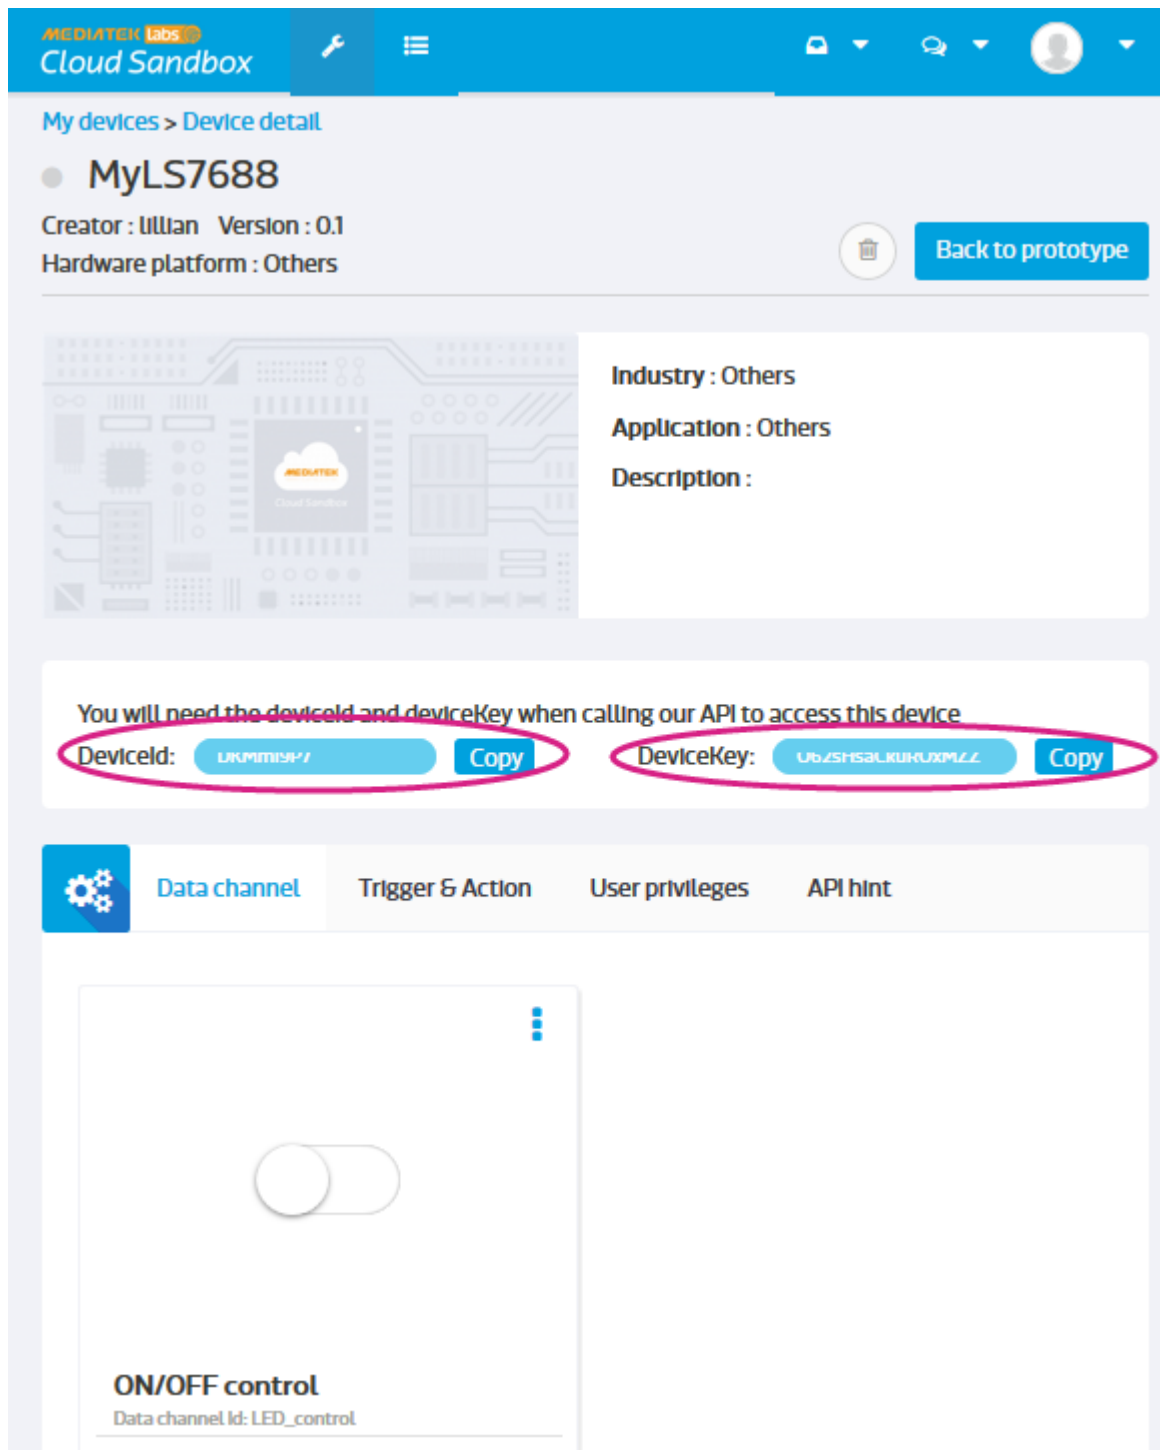 MEDIATEK Labs
Cloud Sandbox
My devices > Device detail
MyLS7688
Creator : lillian Version : 0.1
Hardware platform : Others
Back to prototype
MEDIATEK
Cloud Sandbox
Industry : Others
Application : Others
Description :
You will need the deviceId and deviceKey when calling our API to access this device
DeviceId: Copy DeviceKey: Copy
Data channel Trigger & Action User privileges API hint
ON/OFF control
Data channel Id: LED_control